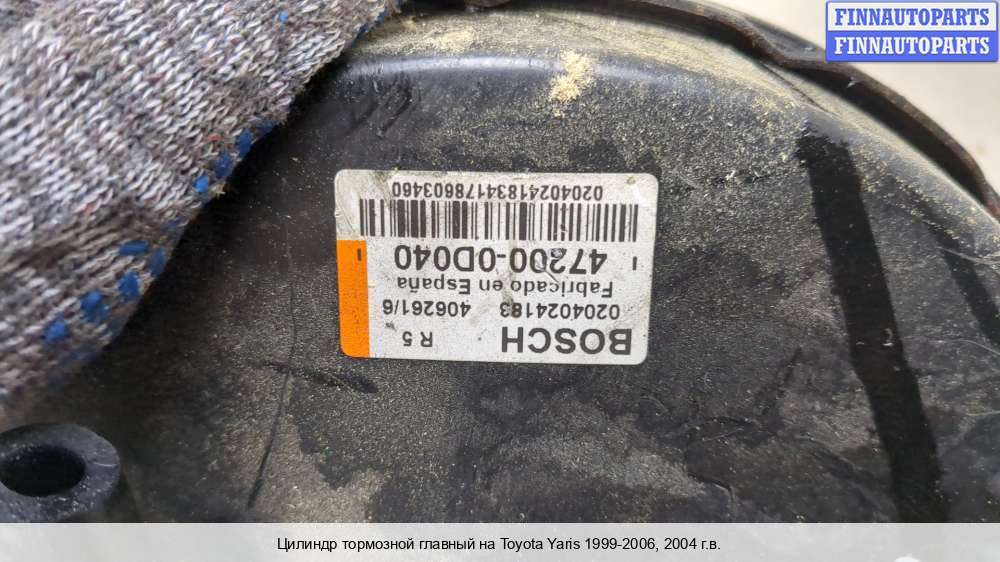 FINNAUTOPARTS
FINNAUTOPARTS
BOSCH R 5
0204024183 406261/6
Fabricado en España
47200-0D040
02040241834178603460
Цилиндр тормозной главный на Toyota Yaris 1999-2006, 2004 г.в.